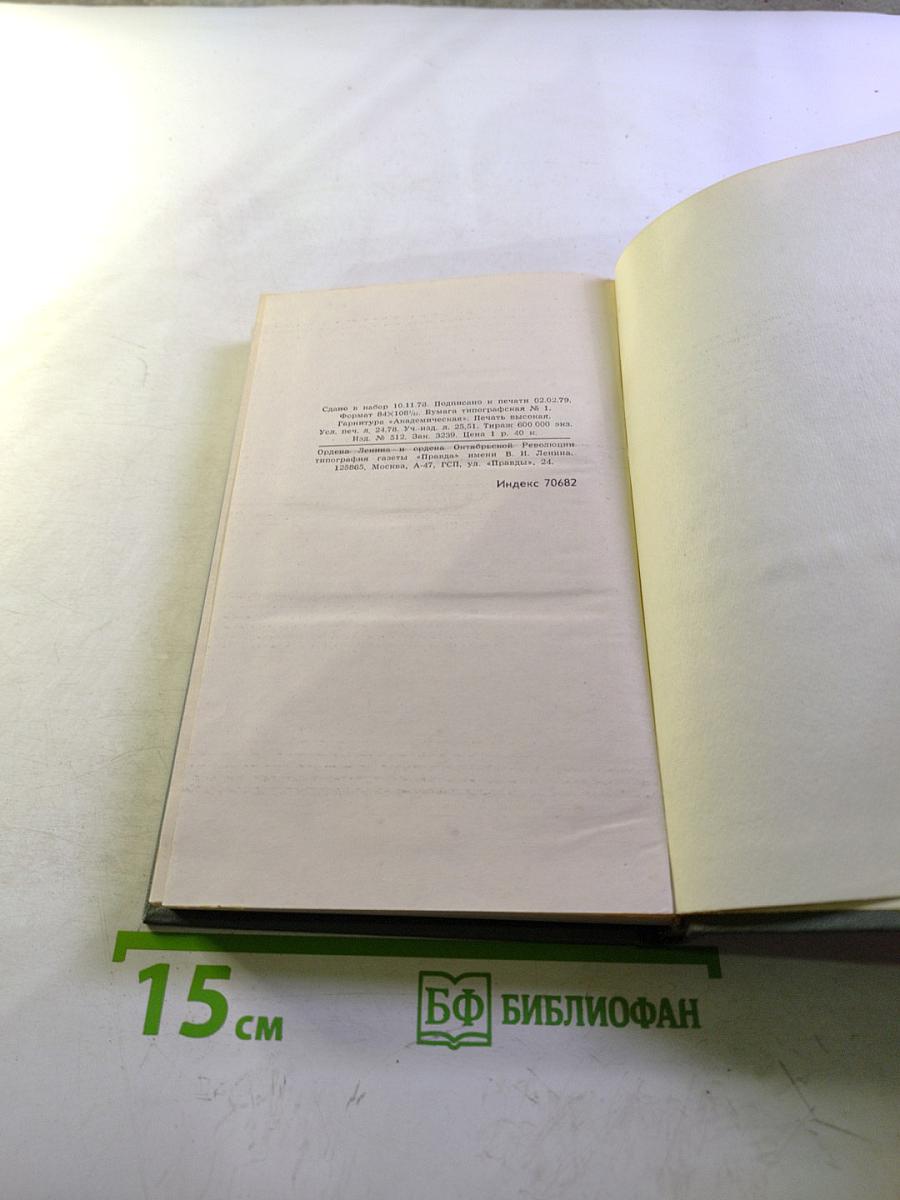 Сдано в набор 10.11.78. Подписано к печати 02.02.79.
Формат 84×108¹/₃₂. Бумага типографская № 1.
Гарнитура «Академическая». Печать высокая.
Усл. печ. л. 24,78. Уч.-изд. л. 25,51. Тираж 600 000 экз.
Изд. № 512. Зак. 3239. Цена 1 р. 40 к.
Ордена Ленина и ордена Октябрьской Революции
типография газеты «Правда» имени В. И. Ленина.
125865, Москва, А-47, ГСП, ул. «Правды», 24.
Индекс 70682
15 см
БФ БИБЛИОФАН